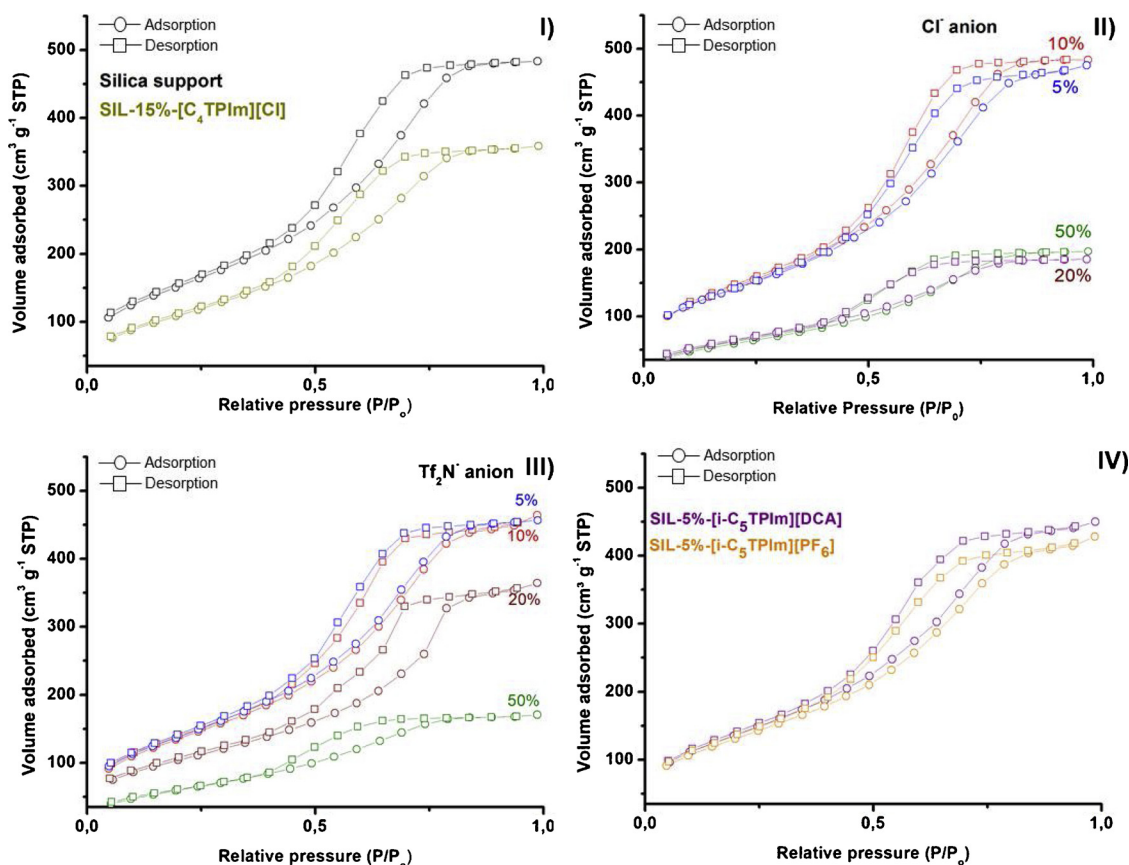 Adsorption
Desorption
I)
Silica support
SIL-15%-[C₄TPIm][Cl]
500
400
300
200
100
Volume adsorbed (cm³ g⁻¹ STP)
0,0
0,5
1,0
Relative pressure (P/Pₒ)
Adsorption
Desorption
Cl⁻ anion
II)
10%
5%
50%
20%
500
400
300
200
100
Volume adsorbed (cm³ g⁻¹ STP)
0,0
0,5
1,0
Relative Pressure (P/P₀)
Adsorption
Desorption
Tf₂N⁻ anion
III)
5%
10%
20%
50%
500
400
300
200
100
Volume adsorbed (cm³ g⁻¹ STP)
0,0
0,5
1,0
Relative pressure (P/Pₒ)
Adsorption
Desorption
IV)
SIL-5%-[i-C₅TPIm][DCA]
SIL-5%-[i-C₅TPIm][PF₆]
500
400
300
200
100
Volume adsorbed (cm³ g⁻¹ STP)
0,0
0,5
1,0
Relative pressure (P/Pₒ)